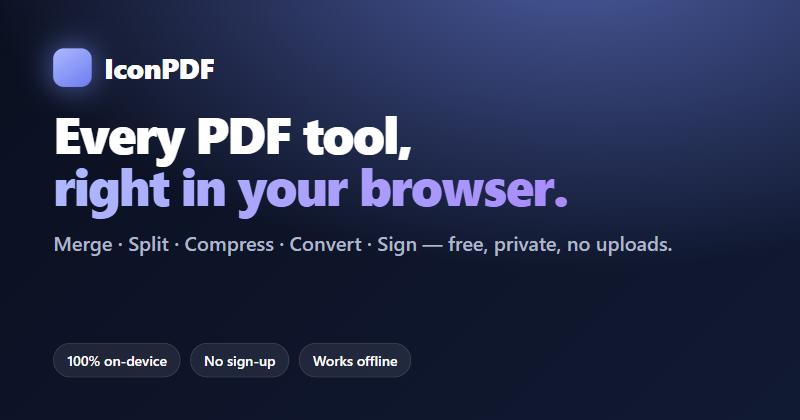 IconPDF
Every PDF tool,
right in your browser.
Merge · Split · Compress · Convert · Sign — free, private, no uploads.
100% on-device
No sign-up
Works offline